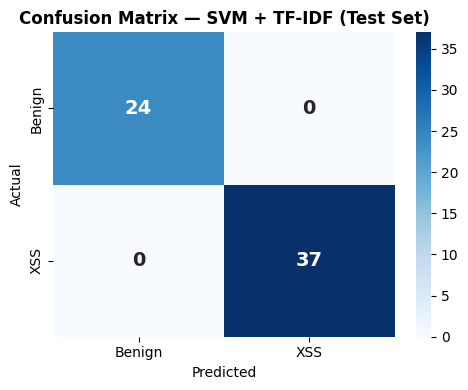 Confusion Matrix — SVM + TF-IDF (Test Set)
Actual
Benign
XSS
24
0
0
37
Benign
XSS
Predicted
35
30
25
20
15
10
5
0